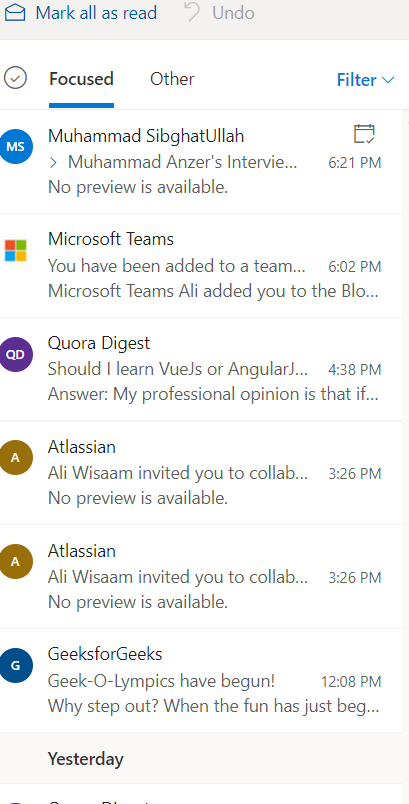 Mark all as read Undo
Focused Other Filter
MS Muhammad SibghatUllah
> Muhammad Anzer's Intervie... 6:21 PM
No preview is available.
Microsoft Teams
You have been added to a team... 6:02 PM
Microsoft Teams Ali added you to the Blo...
QD Quora Digest
Should I learn VueJs or AngularJ... 4:38 PM
Answer: My professional opinion is that if...
A Atlassian
Ali Wisaam invited you to collab... 3:26 PM
No preview is available.
A Atlassian
Ali Wisaam invited you to collab... 3:26 PM
No preview is available.
G GeeksforGeeks
Geek-O-Lympics have begun! 12:08 PM
Why step out? When the fun has just beg...
Yesterday